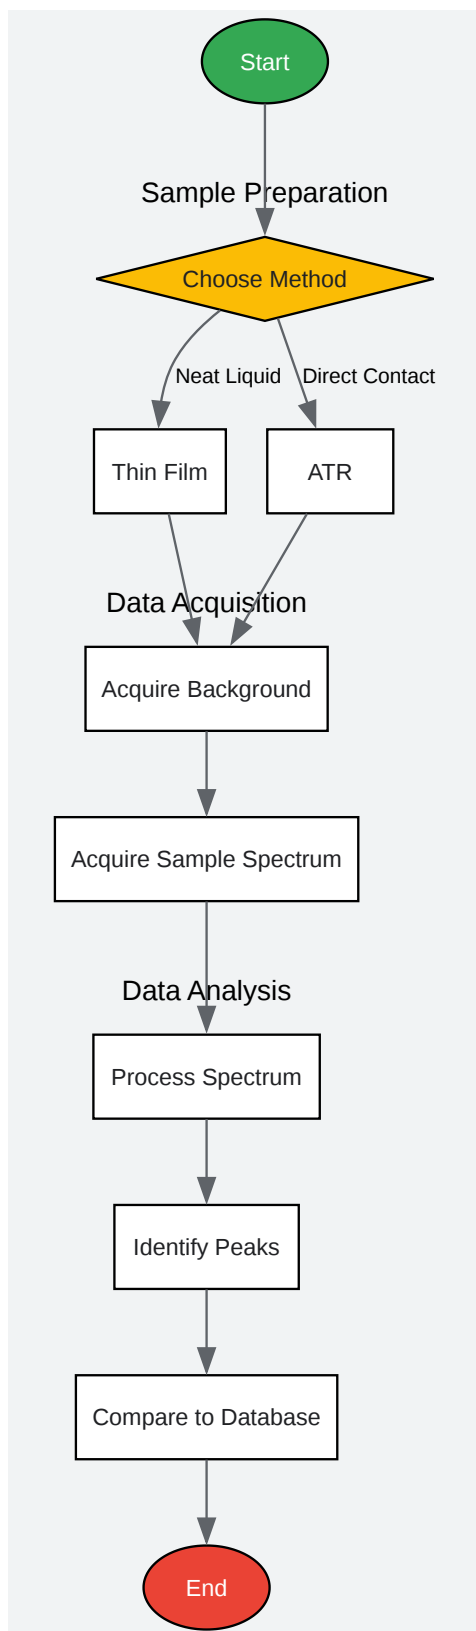 Start
Sample Preparation
Choose Method
Neat Liquid
Direct Contact
Thin Film
ATR
Data Acquisition
Acquire Background
Acquire Sample Spectrum
Data Analysis
Process Spectrum
Identify Peaks
Compare to Database
End